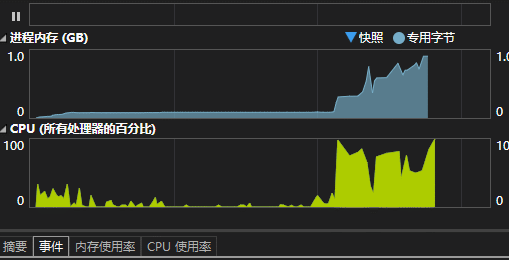 进程内存 (GB)
快照 专用字节
1.0 1.0
0 0
CPU (所有处理器的百分比)
100 10
0 0
摘要 事件 内存使用率 CPU 使用率